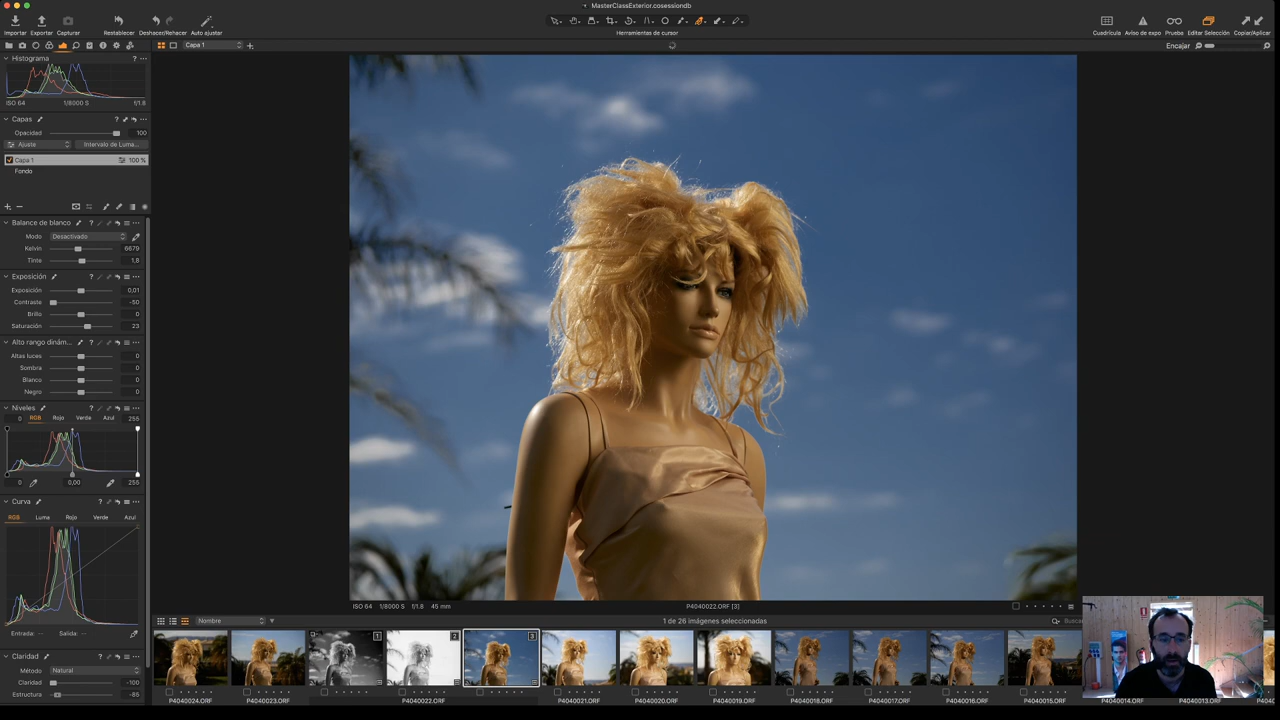 MasterClassExterior.cosessiondb
Importar Exportar Capturar Restablecer Deshacer/Rehacer Auto ajustar Herramientas de cursor Cuadrícula Aviso de expo Prueba Editar Selección Copiar/Aplicar
Capa 1
Encajar
Histograma
ISO 64 1/8000 S f/1.8
Capas
Opacidad 100
Ajuste Intervalo de Luma...
Capa 1 100 %
Fondo
Balance de blanco
Modo Desactivado
Kelvin 6679
Tinte 1,8
Exposición
Exposición 0,01
Contraste -50
Brillo 0
Saturación 23
Alto rango dinám...
Altas luces 0
Sombra 0
Blanco 0
Negro 0
Niveles
0 RGB Rojo Verde Azul 255
0 0,00 255
Curva
RGB Luma Rojo Verde Azul
Entrada: -- Salida: --
Claridad
Método Natural
Claridad -100
Estructura -85
ISO 64 1/8000 S f/1.8 45 mm P4040022.ORF [3]
Nombre 1 de 26 imágenes seleccionadas
1 2 3
P4040024.ORF P4040023.ORF P4040022.ORF P4040021.ORF P4040020.ORF P4040019.ORF P4040018.ORF P4040017.ORF P4040016.ORF P4040015.ORF P4040014.ORF P4040013.ORF